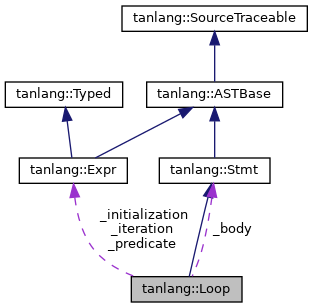 tanlang::SourceTraceable
tanlang::Typed
tanlang::ASTBase
tanlang::Expr
tanlang::Stmt
_initialization
_iteration
_predicate
_body
tanlang::Loop